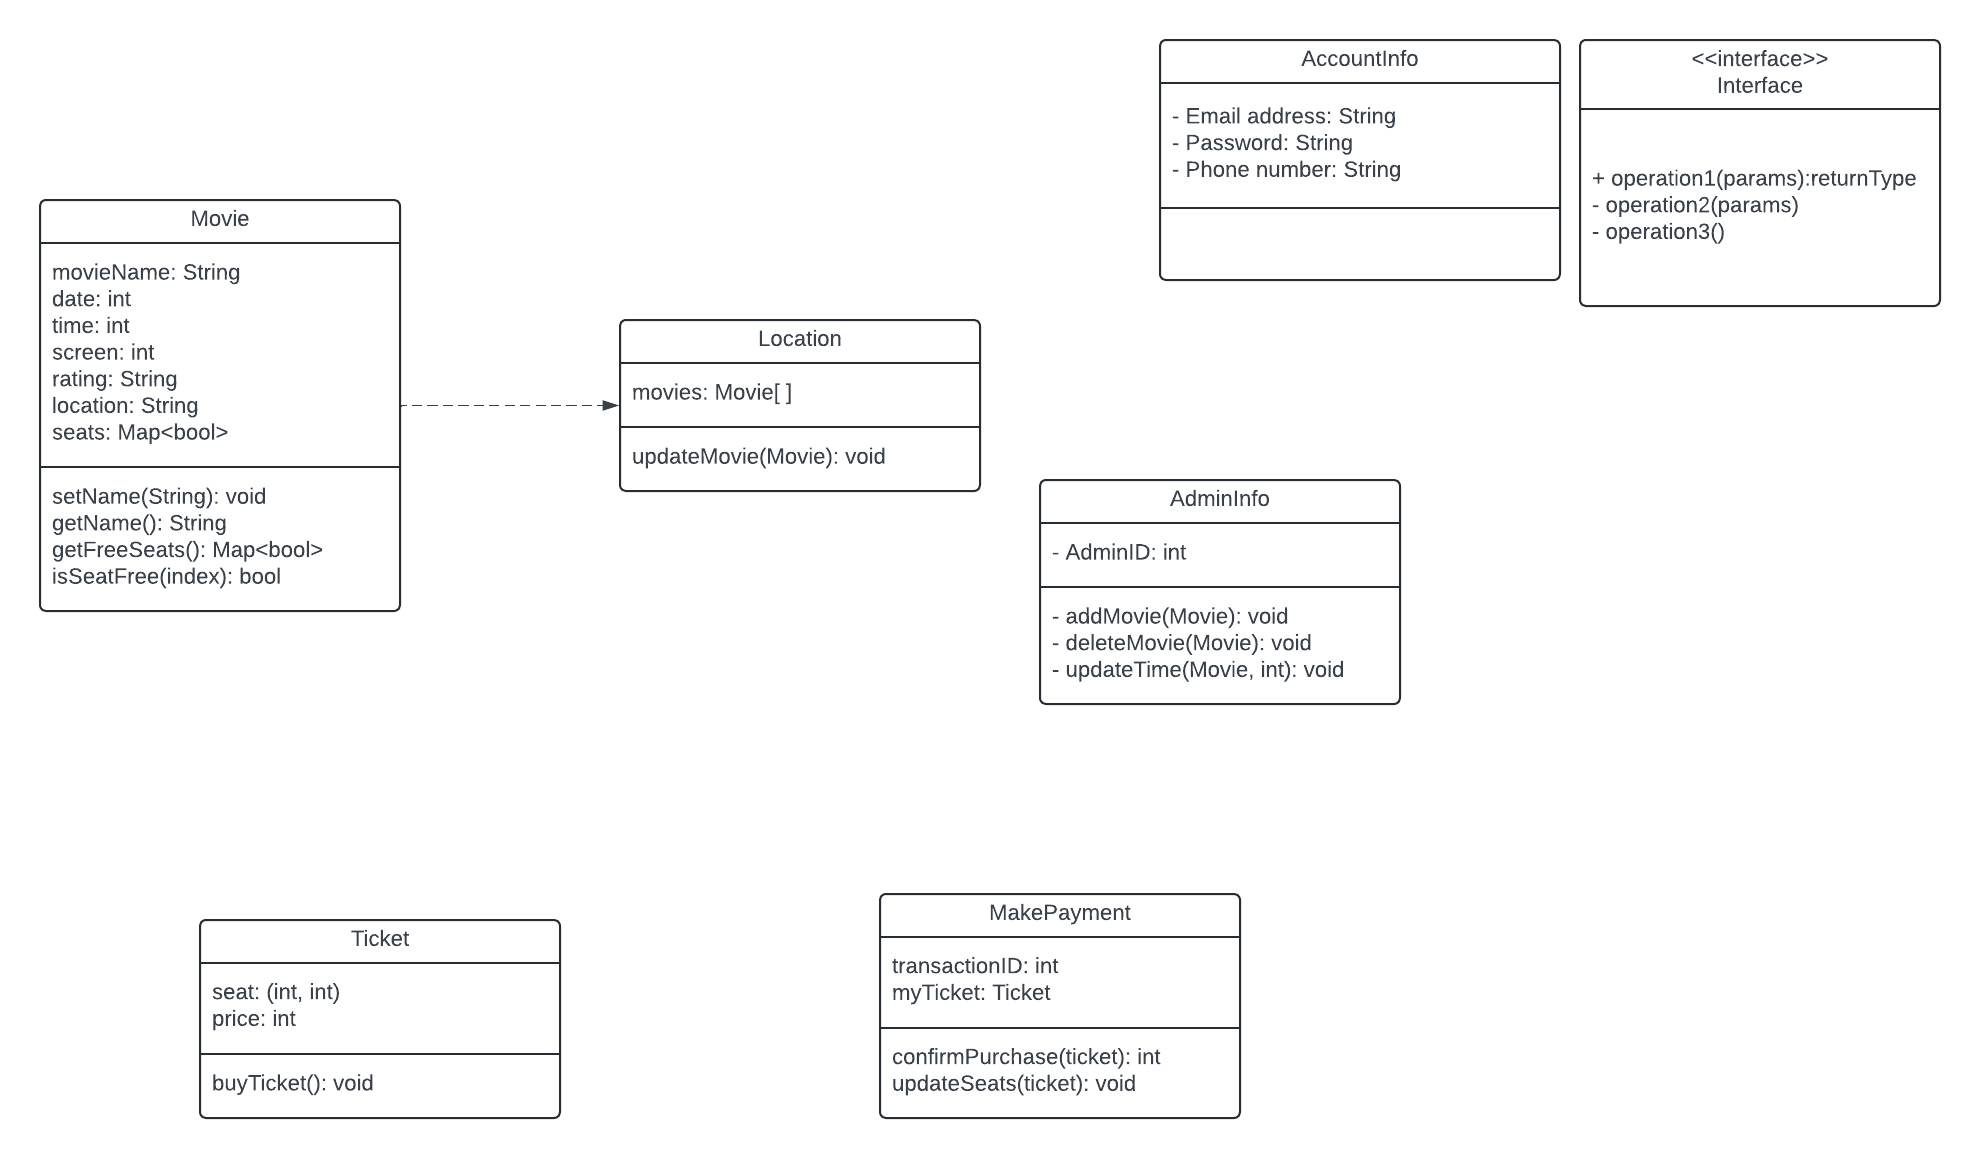 AccountInfo
- Email address: String
- Password: String
- Phone number: String
<<interface>>
Interface
+ operation1(params):returnType
- operation2(params)
- operation3()
Movie
movieName: String
date: int
time: int
screen: int
rating: String
location: String
seats: Map<bool>
setName(String): void
getName(): String
getFreeSeats(): Map<bool>
isSeatFree(index): bool
Location
movies: Movie[ ]
updateMovie(Movie): void
AdminInfo
- AdminID: int
- addMovie(Movie): void
- deleteMovie(Movie): void
- updateTime(Movie, int): void
Ticket
seat: (int, int)
price: int
buyTicket(): void
MakePayment
transactionID: int
myTicket: Ticket
confirmPurchase(ticket): int
updateSeats(ticket): void